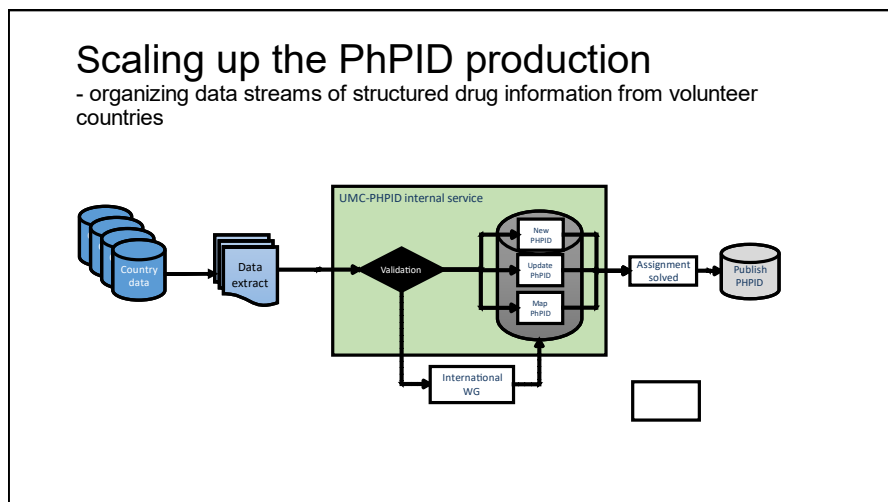 Scaling up the PhPID production
- organizing data streams of structured drug information from volunteer
countries
UMC-PHPID internal service
Country
data
Data
extract
Validation
New
PHPID
Update
PhPID
Map
PhPID
Assignment
solved
Publish
PHPID
International
WG